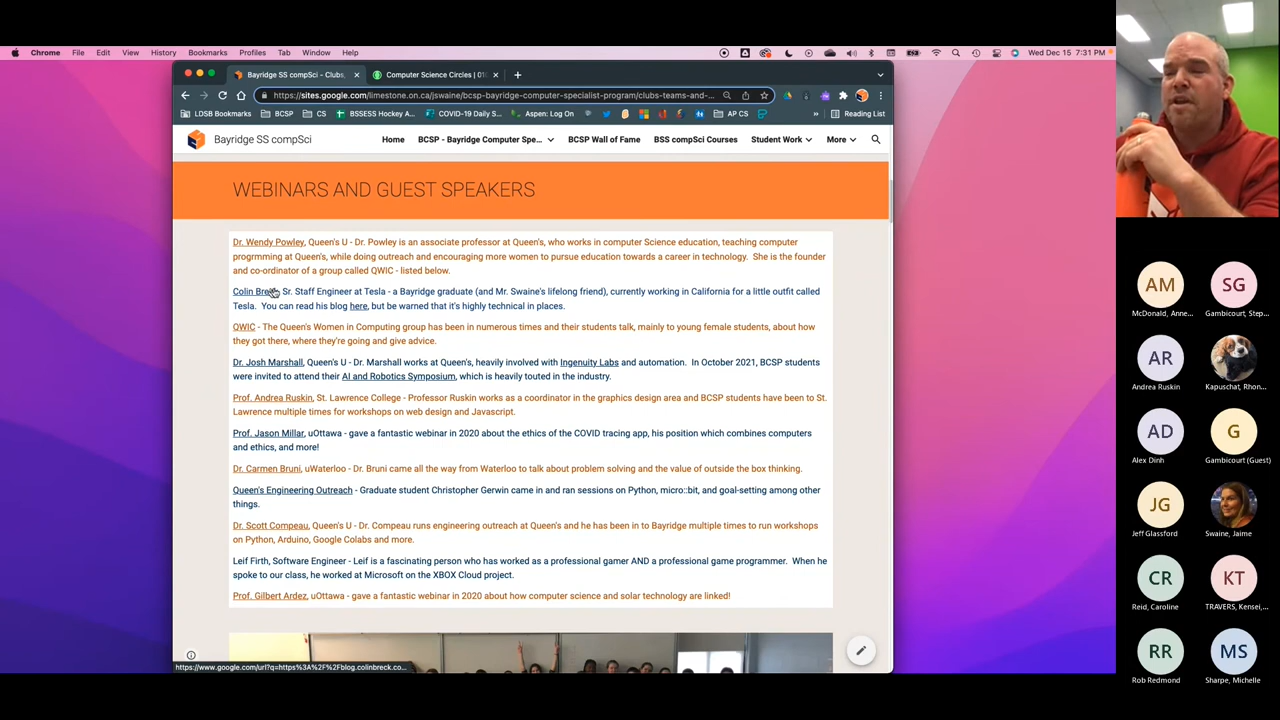 Chrome File Edit View History Bookmarks Profiles Tab Window Help Wed Dec 15 7:31 PM
Bayridge SS compSci - Clubs, Computer Science Circles | 010
https://sites.google.com/limestone.on.ca/jswaine/bcsp-bayridge-computer-specialist-program/clubs-teams-and-...
LDSB Bookmarks BCSP CS BSSESS Hockey A... COVID-19 Daily S... Aspen: Log On AP CS » Reading List
Bayridge SS compSci Home BCSP - Bayridge Computer Spe... BCSP Wall of Fame BSS compSci Courses Student Work More
WEBINARS AND GUEST SPEAKERS
Dr. Wendy Powley, Queen's U - Dr. Powley is an associate professor at Queen's, who works in computer Science education, teaching computer
progrmming at Queen's, while doing outreach and encouraging more women to pursue education towards a career in technology. She is the founder
and co-ordinator of a group called QWIC - listed below.
Colin Breck, Sr. Staff Engineer at Tesla - a Bayridge graduate (and Mr. Swaine's lifelong friend), currently working in California for a little outfit called
Tesla. You can read his blog here, but be warned that it's highly technical in places.
QWIC - The Queen's Women in Computing group has been in numerous times and their students talk, mainly to young female students, about how
they got there, where they're going and give advice.
Dr. Josh Marshall, Queen's U - Dr. Marshall works at Queen's, heavily involved with Ingenuity Labs and automation. In October 2021, BCSP students
were invited to attend their AI and Robotics Symposium, which is heavily touted in the industry.
Prof. Andrea Ruskin, St. Lawrence College - Professor Ruskin works as a coordinator in the graphics design area and BCSP students have been to St.
Lawrence multiple times for workshops on web design and Javascript.
Prof. Jason Millar, uOttawa - gave a fantastic webinar in 2020 about the ethics of the COVID tracing app, his position which combines computers
and ethics, and more!
Dr. Carmen Bruni, uWaterloo - Dr. Bruni came all the way from Waterloo to talk about problem solving and the value of outside the box thinking.
Queen's Engineering Outreach - Graduate student Christopher Gerwin came in and ran sessions on Python, micro::bit, and goal-setting among other
things.
Dr. Scott Compeau, Queen's U - Dr. Compeau runs engineering outreach at Queen's and he has been in to Bayridge multiple times to run workshops
on Python, Arduino, Google Colabs and more.
Leif Firth, Software Engineer - Leif is a fascinating person who has worked as a professional gamer AND a professional game programmer. When he
spoke to our class, he worked at Microsoft on the XBOX Cloud project.
Prof. Gilbert Ardez, uOttawa - gave a fantastic webinar in 2020 about how computer science and solar technology are linked!
https://www.google.com/url?q=https%3A%2F%2Fblog.colinbreck.co...
AM SG
McDonald, Anne... Gambicourt, Step...
AR
Andrea Ruskin Kapuschat, Rhon...
AD G
Alex Dinh Gambicourt (Guest)
JG
Jeff Glassford Swaine, Jaime
CR KT
Reid, Caroline TRAVERS, Kensei,...
RR MS
Rob Redmond Sharpe, Michelle